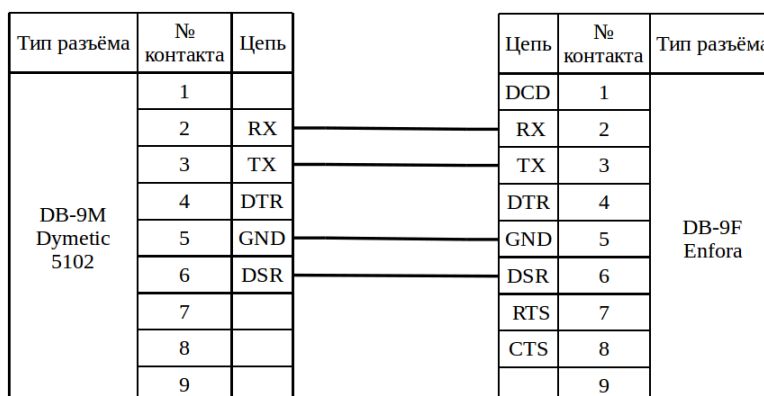 Тип разъёма № контакта Цепь Цепь № контакта Тип разъёма
1 DCD 1
2 RX RX 2
3 TX TX 3
4 DTR DTR 4
DB-9M Dymetic 5102 5 GND GND 5 DB-9F Enfora
6 DSR DSR 6
7 RTS 7
8 CTS 8
9 9